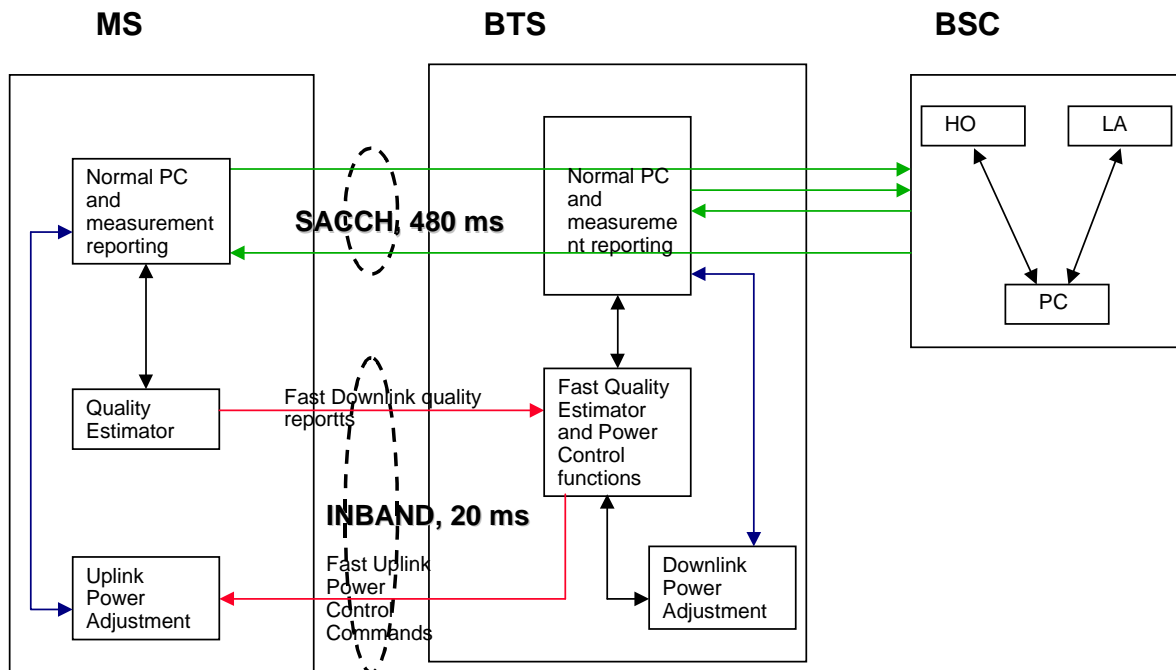 MS
BTS
BSC
HO
LA
Normal PC
and
measurement
reporting
SACCH, 480 ms
Normal PC
and
measureme
nt reporting
PC
Quality
Estimator
Fast Downlink quality
reportts
Fast Quality
Estimator
and Power
Control
functions
INBAND, 20 ms
Uplink
Power
Adjustment
Fast Uplink
Power
Control
Commands
Downlink
Power
Adjustment